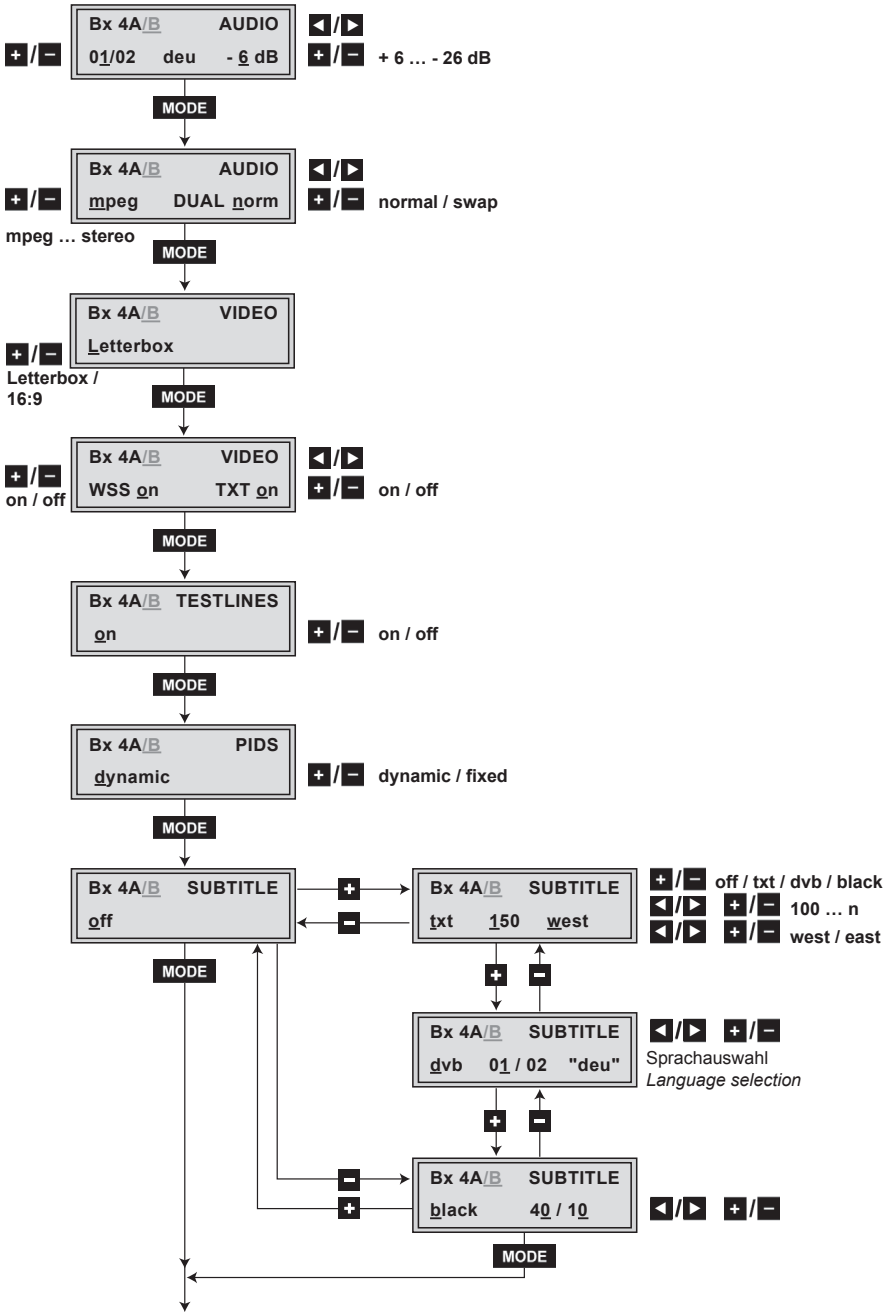 Bx 4A/B AUDIO ◄/►
+/− 01/02 deu - 6 dB +/− + 6 … - 26 dB
MODE
Bx 4A/B AUDIO ◄/►
+/− mpeg DUAL norm +/− normal / swap
mpeg … stereo
MODE
Bx 4A/B VIDEO
Letterbox
+/−
Letterbox /
16:9
MODE
Bx 4A/B VIDEO ◄/►
+/− WSS on TXT on +/− on / off
on / off
MODE
Bx 4A/B TESTLINES
on +/− on / off
MODE
Bx 4A/B PIDS
dynamic +/− dynamic / fixed
MODE
Bx 4A/B SUBTITLE
off
+
−
Bx 4A/B SUBTITLE
txt 150 west
+/− off / txt / dvb / black
◄/► +/− 100 … n
◄/► +/− west / east
MODE
+ −
Bx 4A/B SUBTITLE ◄/► +/−
dvb 01 / 02 "deu"
Sprachauswahl
Language selection
+ −
−
+
Bx 4A/B SUBTITLE
black 40 / 10 ◄/► +/−
MODE